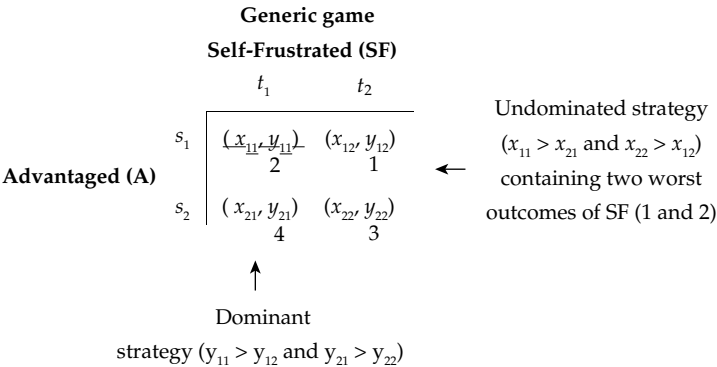 Generic game
Self-Frustrated (SF)
t₁ t₂
s₁ (x₁₁, y₁₁) (x₁₂, y₁₂)
2 1
Advantaged (A)
s₂ (x₂₁, y₂₁) (x₂₂, y₂₂)
4 3
Undominated strategy
(x₁₁ > x₂₁ and x₂₂ > x₁₂)
containing two worst
outcomes of SF (1 and 2)
Dominant
strategy (y₁₁ > y₁₂ and y₂₁ > y₂₂)